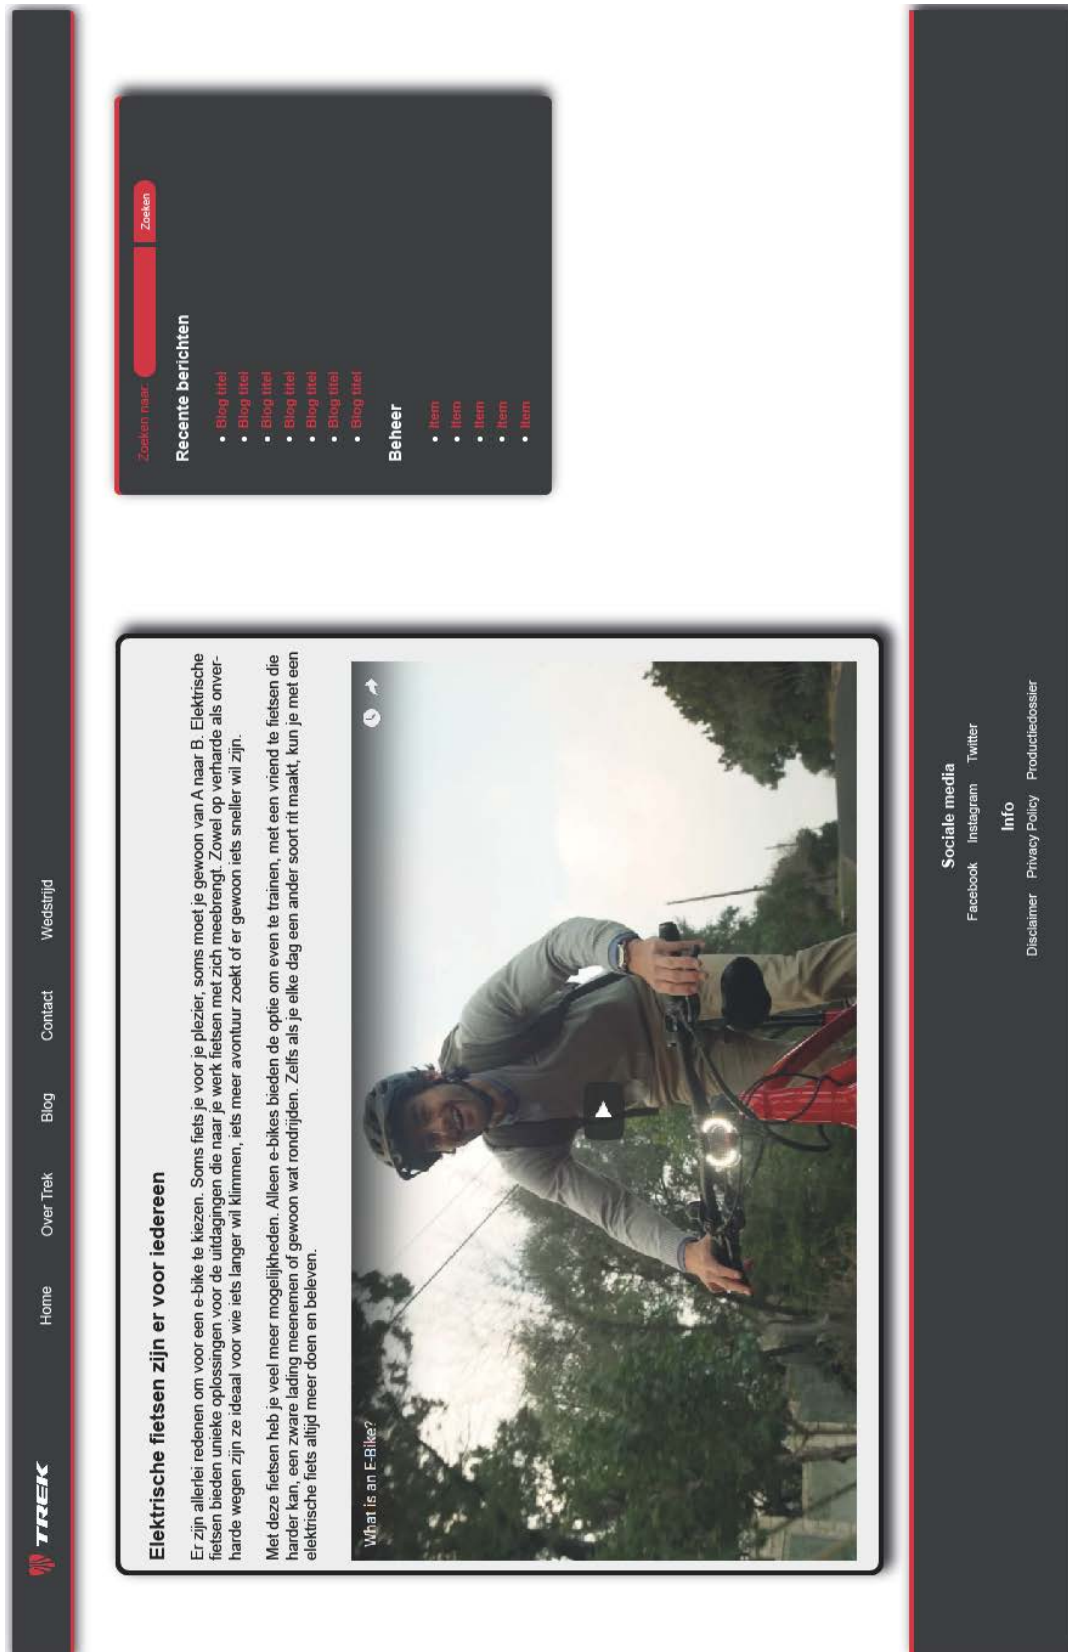 TREK
Home
Over Trek
Blog
Contact
Wedstrijd
Elektrische fietsen zijn er voor iedereen
Er zijn allerlei redenen om voor een e-bike te kiezen. Soms fiets je voor je plezier, soms moet je gewoon van A naar B. Elektrische
fietsen bieden unieke oplossingen voor de uitdagingen die naar je werk fietsen met zich meebrengt. Zowel op verharde als onver-
harde wegen zijn ze ideaal voor wie iets langer wil klimmen, iets meer avontuur zoekt of er gewoon iets sneller wil zijn.
Met deze fietsen heb je veel meer mogelijkheden. Alleen e-bikes bieden de optie om even te trainen, met een vriend te fietsen die
harder kan, een zware lading meenemen of gewoon wat rondrijden. Zelfs als je elke dag een ander soort rit maakt, kun je met een
elektrische fiets altijd meer doen en beleven.
What is an E-Bike?
Zoeken naar:
Zoeken
Recente berichten
• Blog titel
• Blog titel
• Blog titel
• Blog titel
• Blog titel
• Blog titel
• Blog titel
Beheer
• Item
• Item
• Item
• Item
• Item
Sociale media
Facebook Instagram Twitter
Info
Disclaimer Privacy Policy Productiedossier